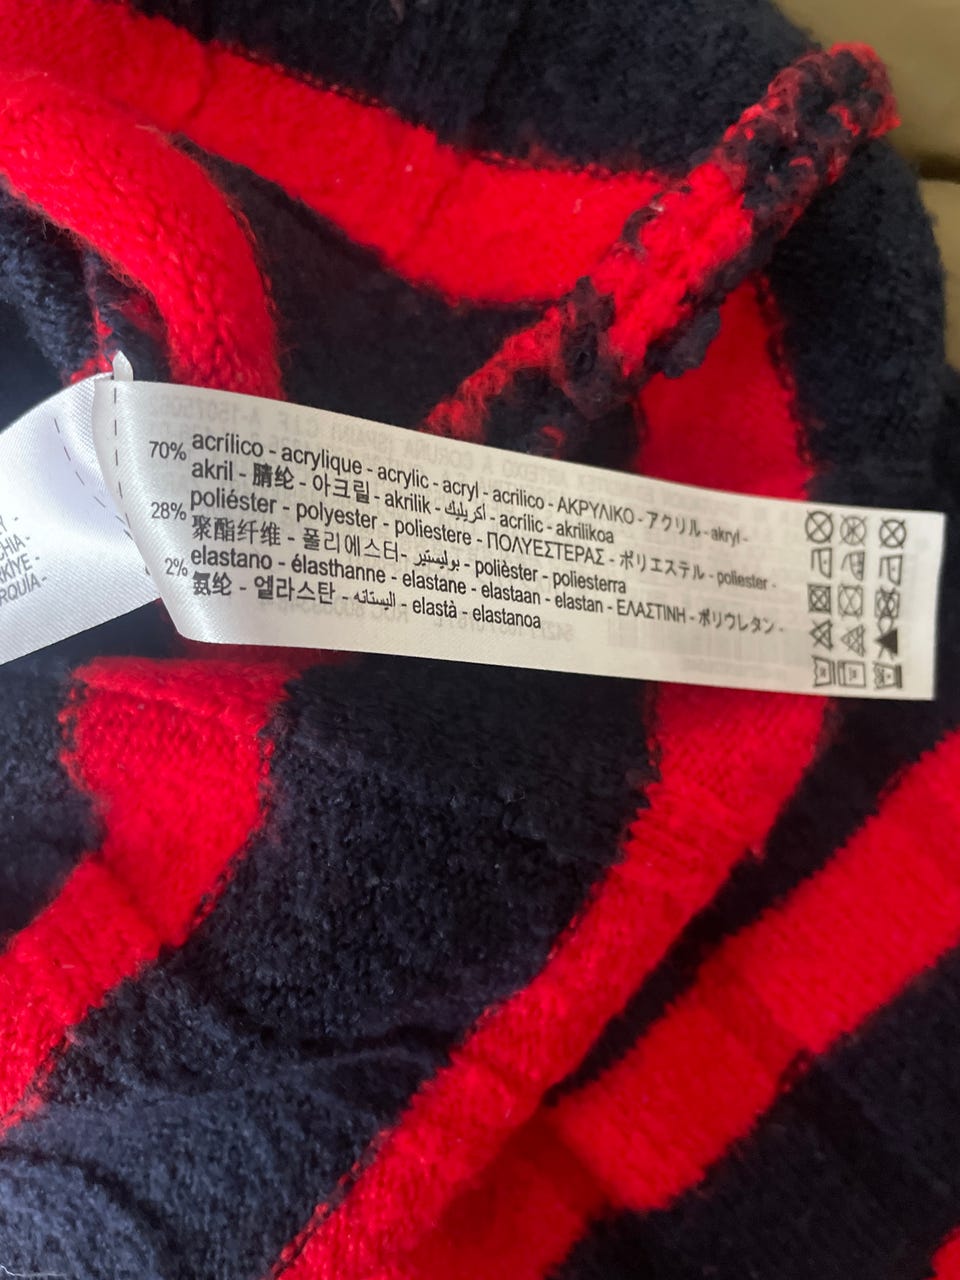 70% acrílico - acrylique - acrylic - acryl - acrilico - ΑΚΡΥΛΙΚΟ - アクリル - akryl -
akril - 腈纶 - 아크릴 - akrilik - أكريليك - acrílic - akrilikoa
28% poliéster - polyester - poliestere - ΠΟΛΥΕΣΤΕΡΑΣ - ポリエステル - poliester -
聚酯纤维 - 폴리에스터 - بوليستير - polièster - poliesterra
2% elastano - élasthanne - elastane - elastaan - elastan - ΕΛΑΣΤΙΝΗ - ポリウレタン -
氨纶 - 엘라스탄 - اليستانه - elastà - elastanoa